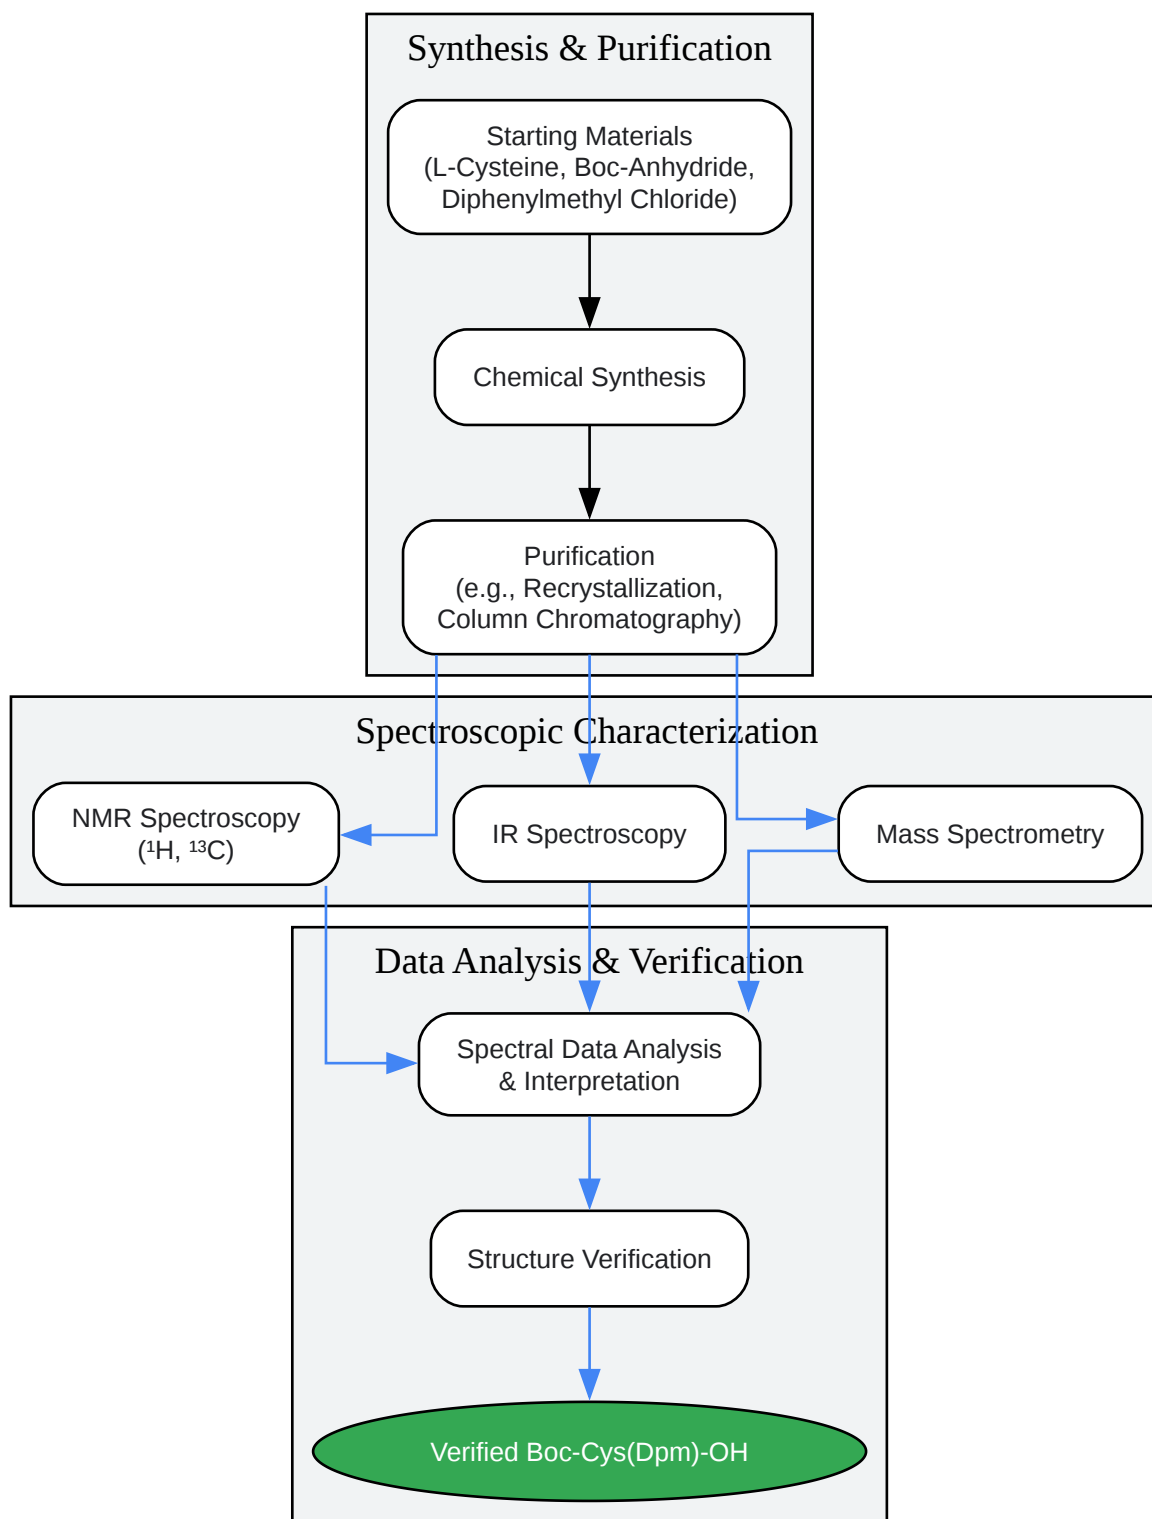 Synthesis & Purification
Starting Materials
(L-Cysteine, Boc-Anhydride,
Diphenylmethyl Chloride)
Chemical Synthesis
Purification
(e.g., Recrystallization,
Column Chromatography)
Spectroscopic Characterization
NMR Spectroscopy
(¹H, ¹³C)
IR Spectroscopy
Mass Spectrometry
Data Analysis & Verification
Spectral Data Analysis
& Interpretation
Structure Verification
Verified Boc-Cys(Dpm)-OH